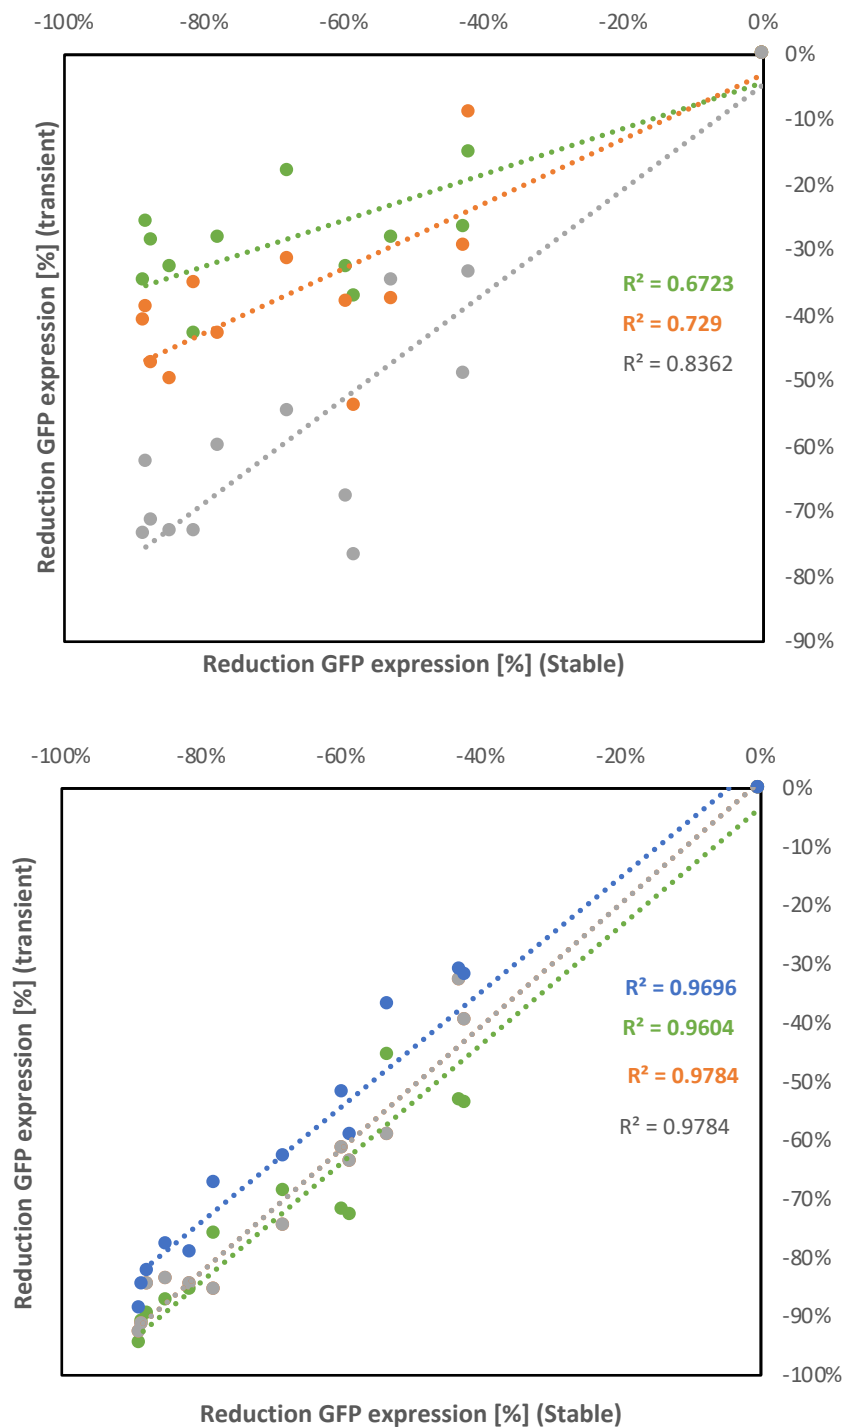 -100% -80% -60% -40% -20% 0%
0%
-10%
-20%
-30%
-40%
-50%
-60%
-70%
-80%
-90%
Reduction GFP expression [%] (transient)
R² = 0.6723
R² = 0.729
R² = 0.8362
Reduction GFP expression [%] (Stable)
-100% -80% -60% -40% -20% 0%
0%
-10%
-20%
-30%
-40%
-50%
-60%
-70%
-80%
-90%
-100%
Reduction GFP expression [%] (transient)
R² = 0.9696
R² = 0.9604
R² = 0.9784
R² = 0.9784
Reduction GFP expression [%] (Stable)